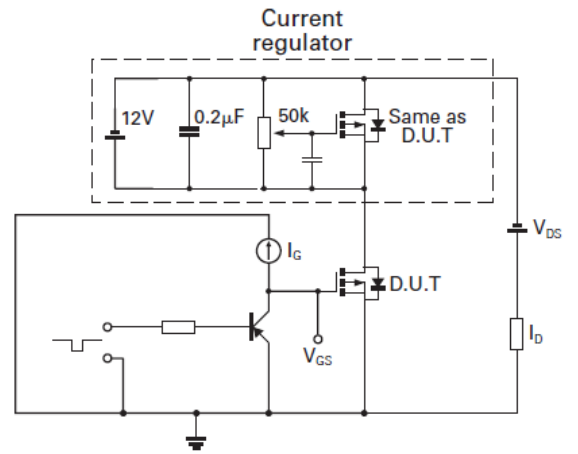 Current
regulator
12V
0.2µF
50k
Same as
D.U.T
I_G
V_DS
D.U.T.
V_GS
I_D